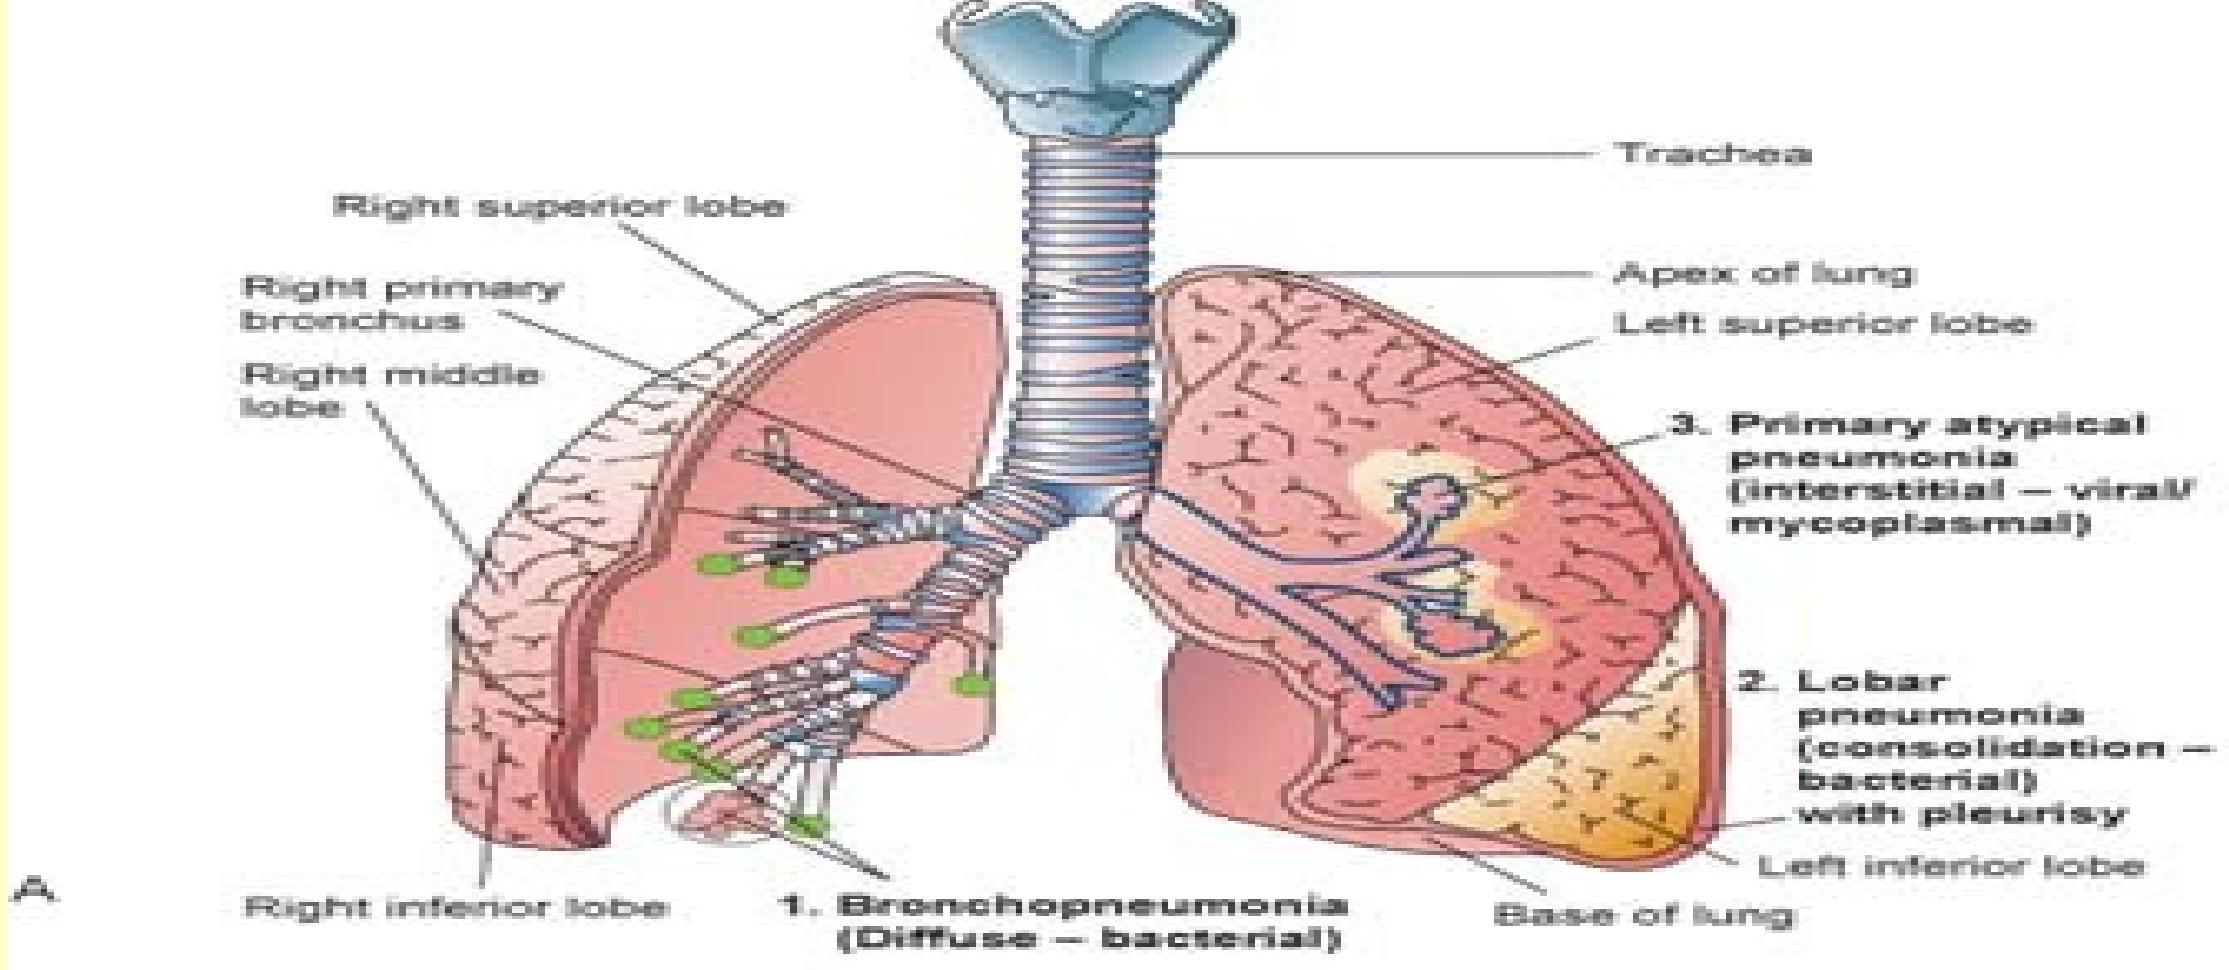 Trachea
Right superior lobe
Apex of lung
Right primary
bronchus
Left superior lobe
Right middle
lobe
3. Primary atypical
pneumonia
(interstitial – viral/
mycoplasmal)
2. Lobar
pneumonia
(consolidation –
bacterial)
with pleurisy
Left inferior lobe
A
Right inferior lobe
1. Bronchopneumonia
(Diffuse – bacterial)
Base of lung